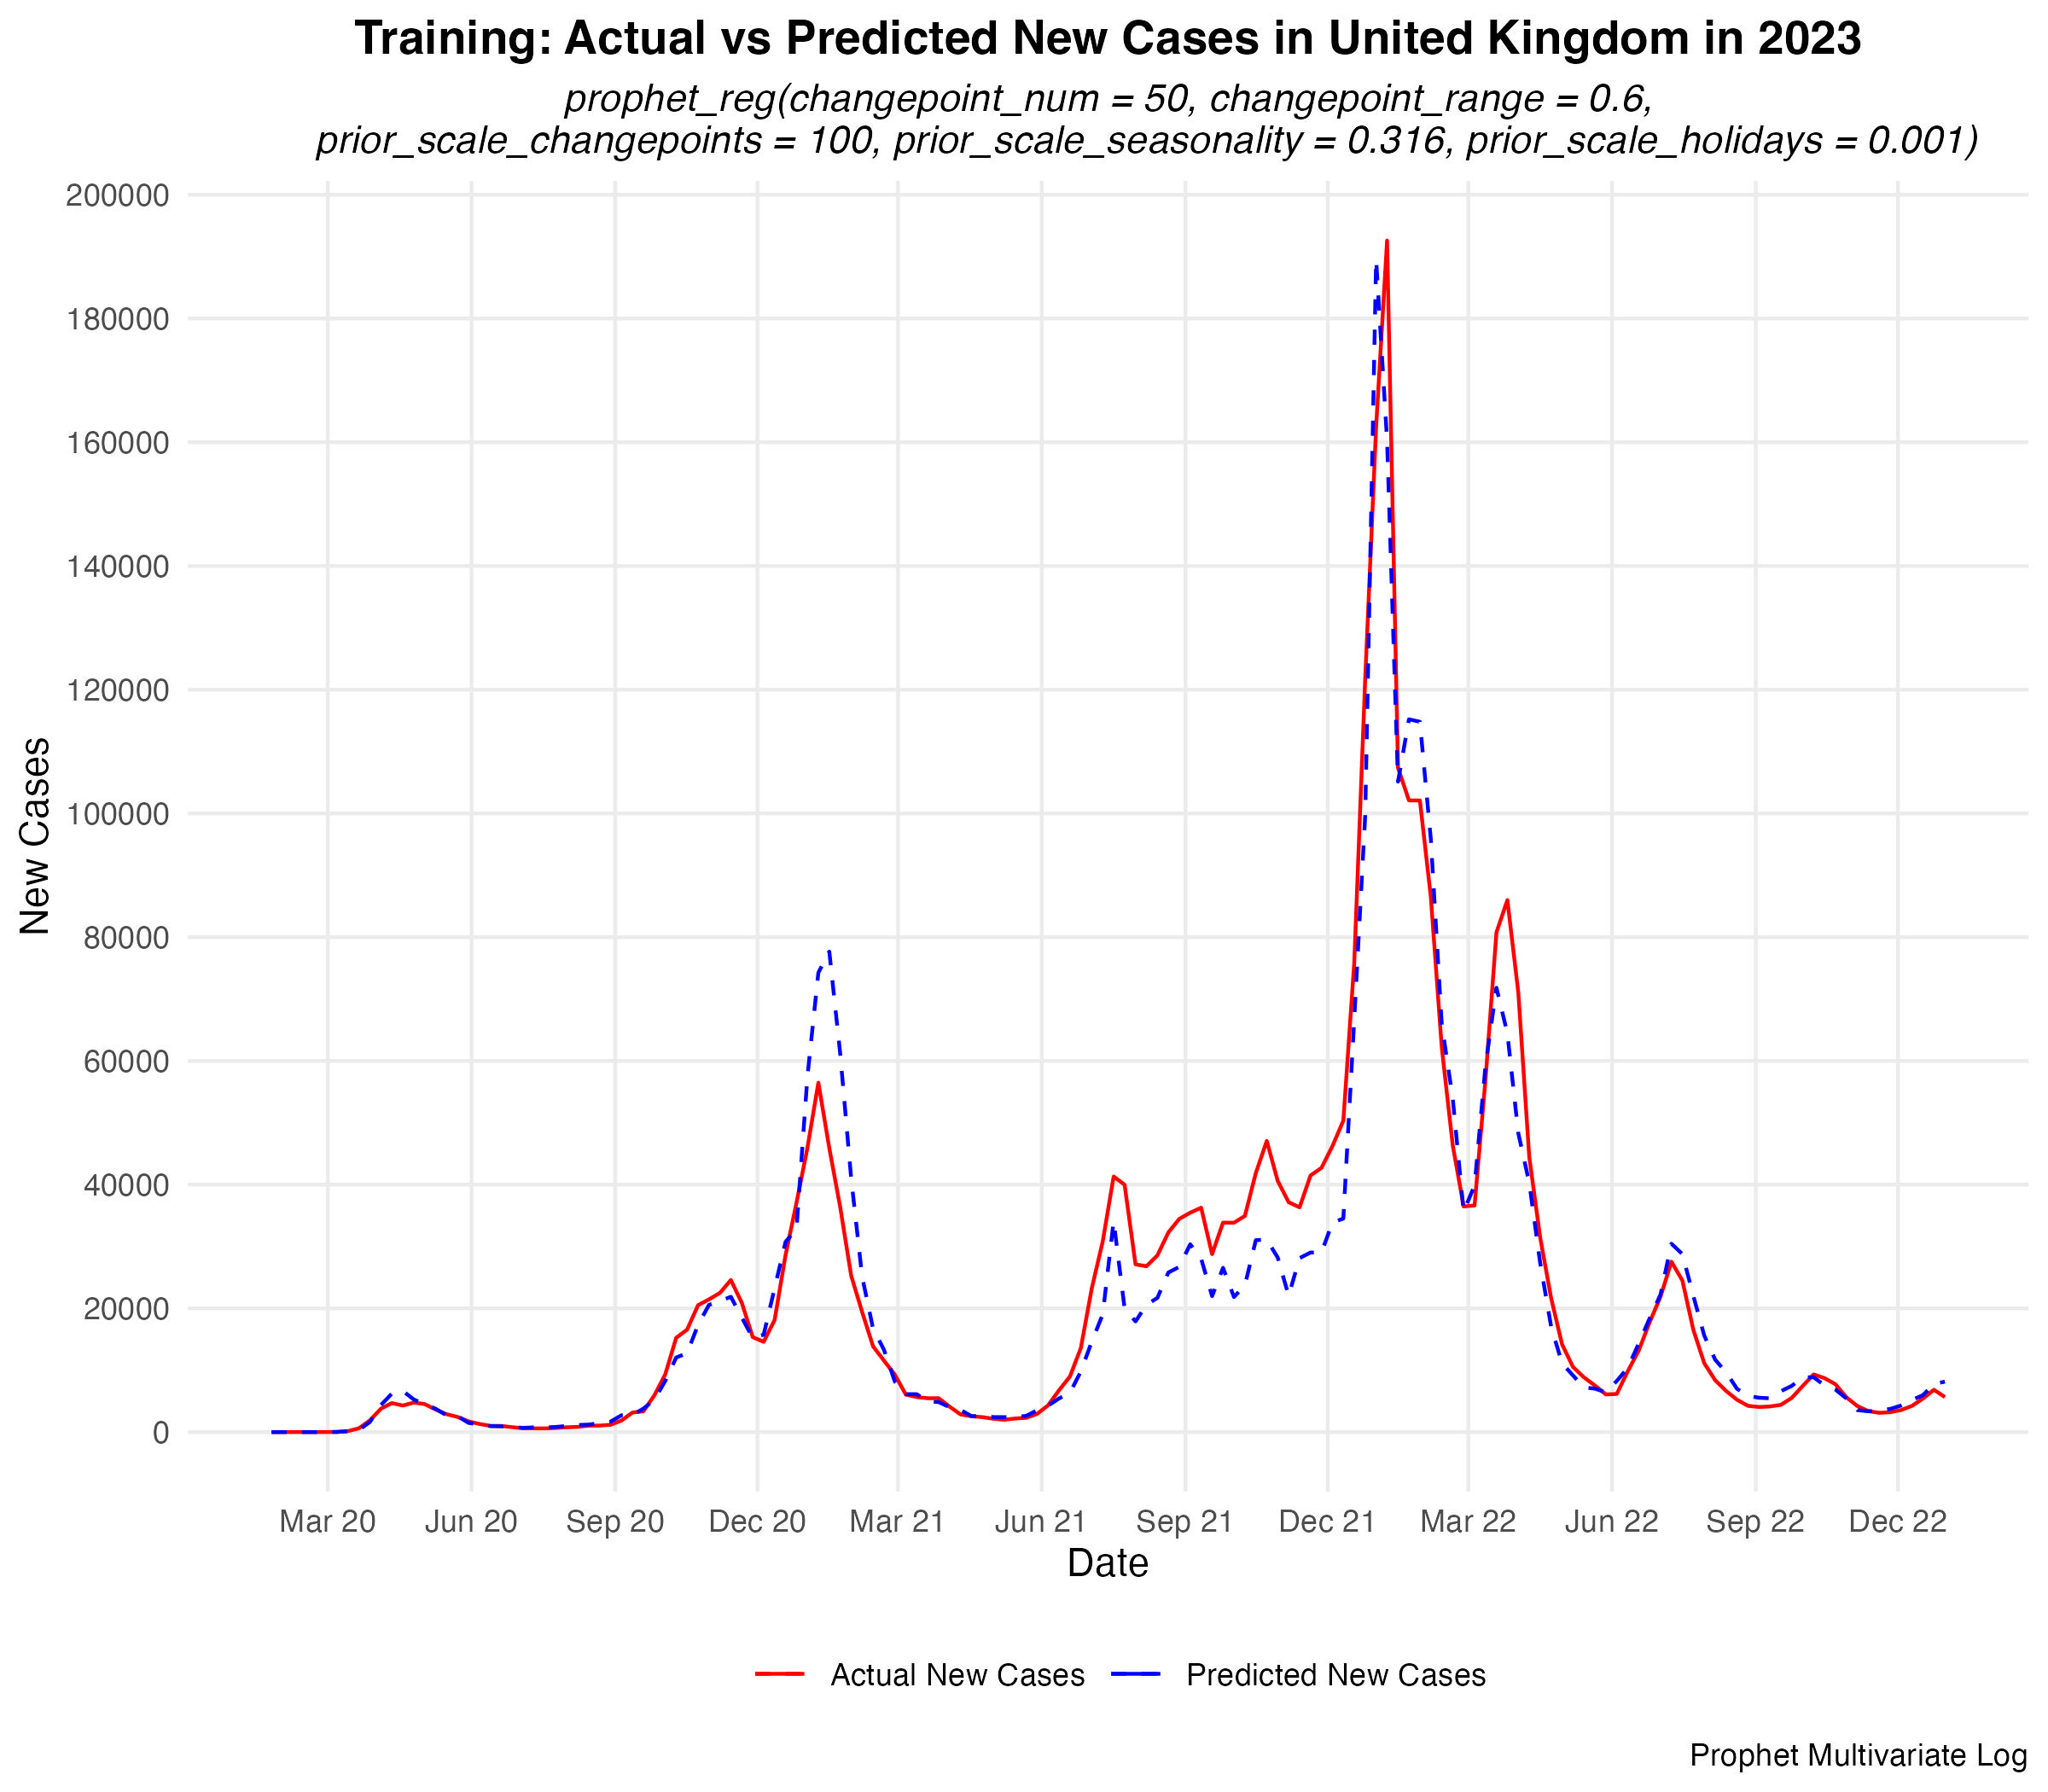 Training: Actual vs Predicted New Cases in United Kingdom in 2023
prophet_reg(changepoint_num = 50, changepoint_range = 0.6,
prior_scale_changepoints = 100, prior_scale_seasonality = 0.316, prior_scale_holidays = 0.001)
New Cases
200000
180000
160000
140000
120000
100000
80000
60000
40000
20000
0
Mar 20 Jun 20 Sep 20 Dec 20 Mar 21 Jun 21 Sep 21 Dec 21 Mar 22 Jun 22 Sep 22 Dec 22
Date
Actual New Cases Predicted New Cases
Prophet Multivariate Log